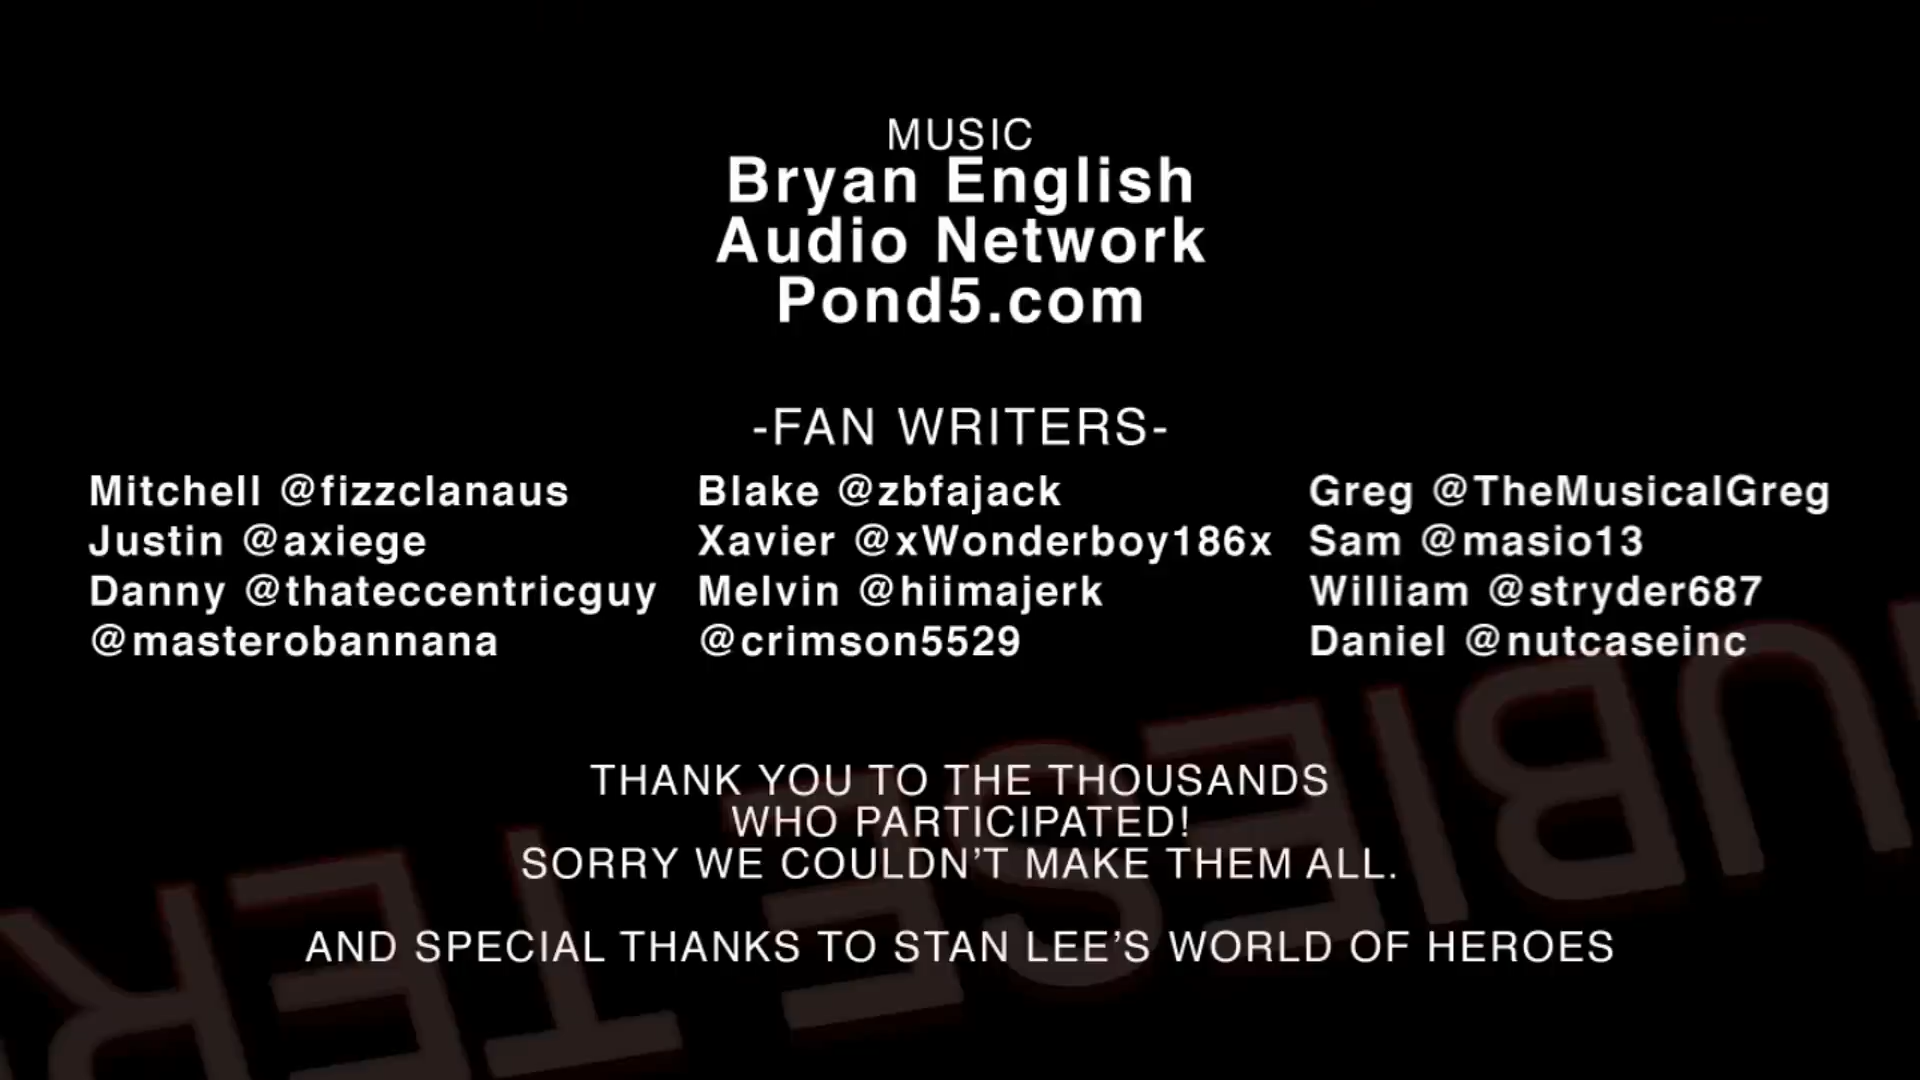 MUSIC
Bryan English
Audio Network
Pond5.com
-FAN WRITERS-
Mitchell @fizzclanaus
Justin @axiege
Danny @thateccentricguy
@masterobannana
Blake @zbfajack
Xavier @xWonderboy186x
Melvin @hiimajerk
@crimson5529
Greg @TheMusicalGreg
Sam @masio13
William @stryder687
Daniel @nutcaseinc
THANK YOU TO THE THOUSANDS
WHO PARTICIPATED!
SORRY WE COULDN'T MAKE THEM ALL.
AND SPECIAL THANKS TO STAN LEE'S WORLD OF HEROES